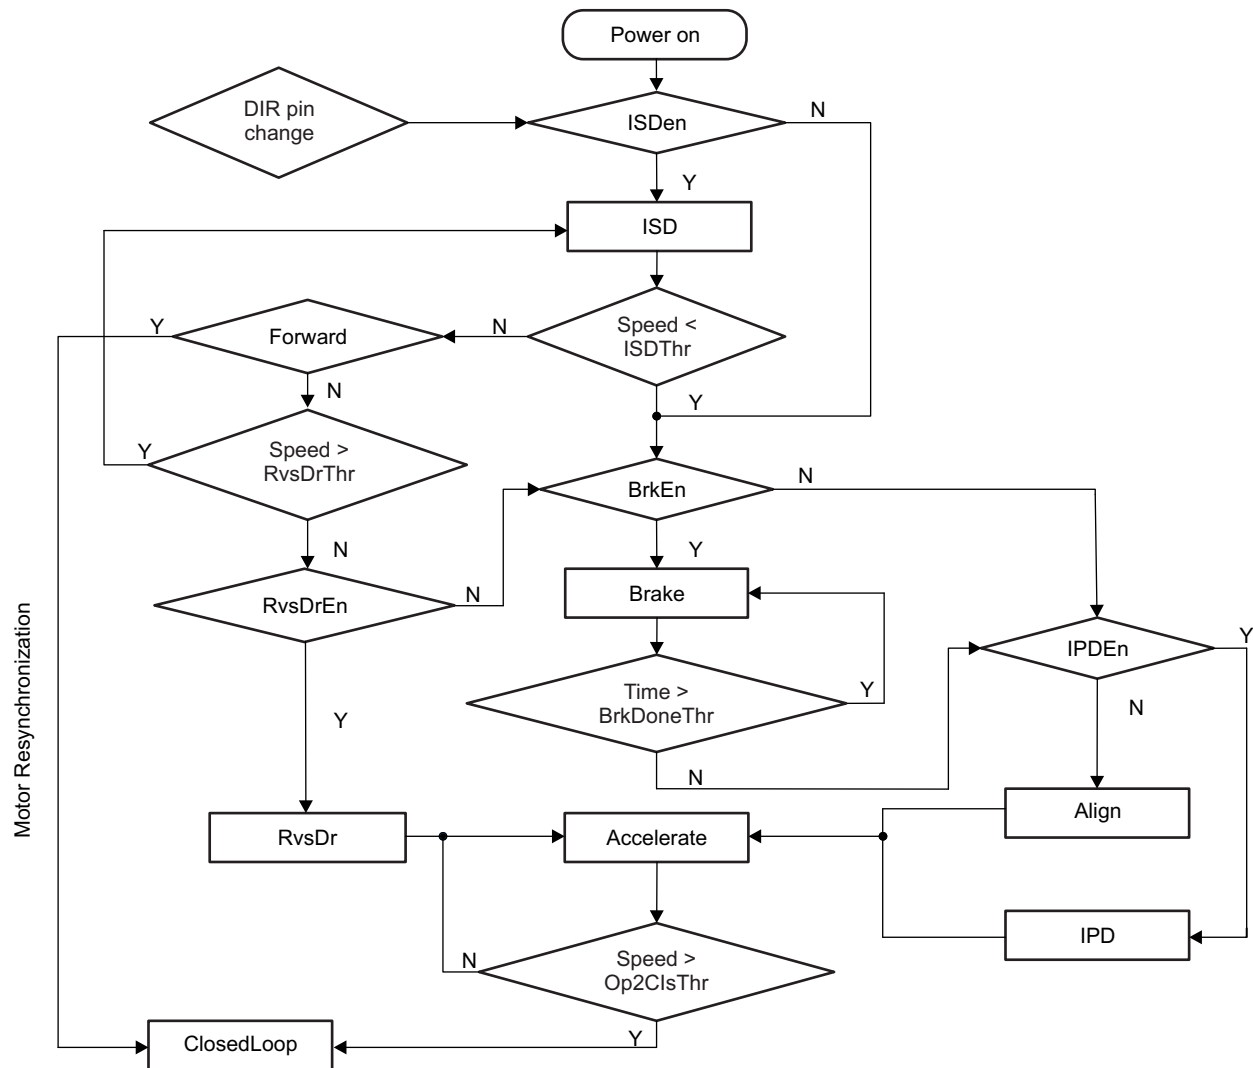 Power on
DIR pin
change
ISDen
N
Y
ISD
Y
Forward
N
Speed <
ISDThr
N
Y
Y
Speed >
RvsDrThr
BrkEn
N
N
Y
RvsDrEn
N
Brake
IPDEn
Y
Motor Resynchronization
Time >
BrkDoneThr
Y
N
Y
N
RvsDr
Accelerate
Align
IPD
N
Speed >
Op2ClsThr
ClosedLoop
Y